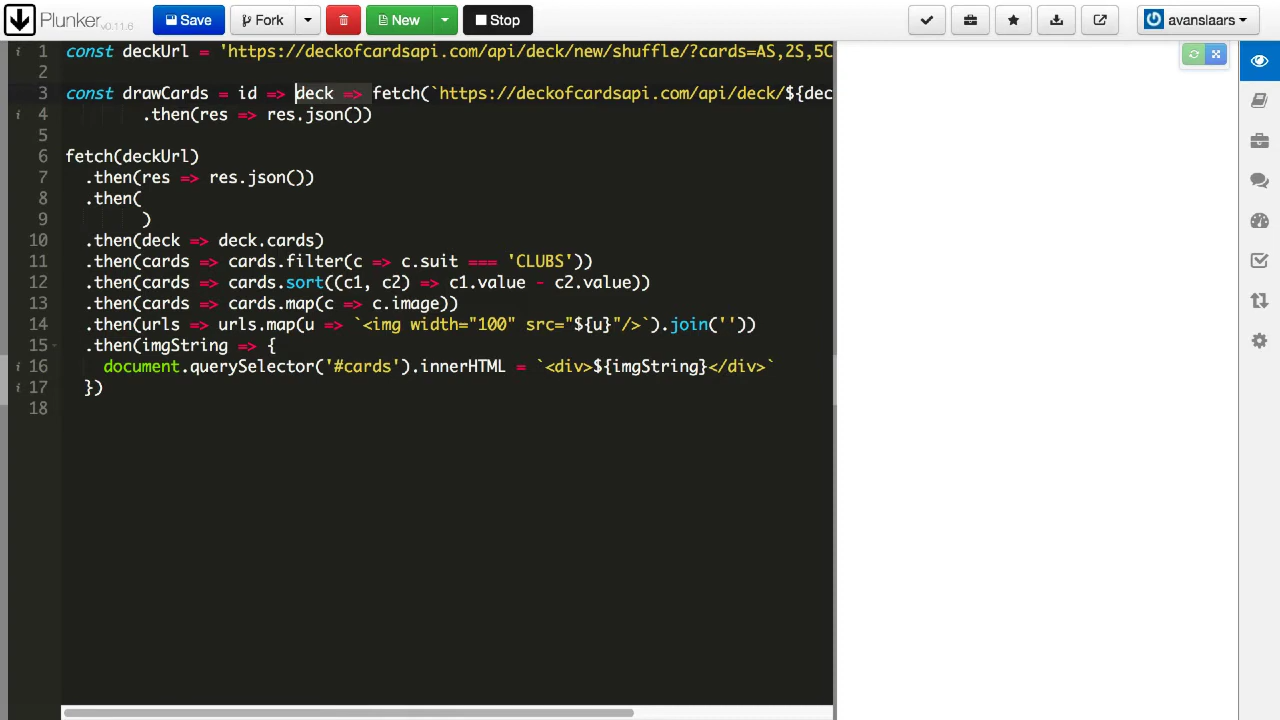 Plunker v0.11.6 Save Fork New Stop avanslaars
1 const deckUrl = 'https://deckofcardsapi.com/api/deck/new/shuffle/?cards=AS,2S,5C
2
3 const drawCards = id => deck => fetch(`https://deckofcardsapi.com/api/deck/${dec
4 .then(res => res.json())
5
6 fetch(deckUrl)
7 .then(res => res.json())
8 .then(
9 )
10 .then(deck => deck.cards)
11 .then(cards => cards.filter(c => c.suit === 'CLUBS'))
12 .then(cards => cards.sort((c1, c2) => c1.value - c2.value))
13 .then(cards => cards.map(c => c.image))
14 .then(urls => urls.map(u => `<img width="100" src="${u}"/>`).join(''))
15 .then(imgString => {
16 document.querySelector('#cards').innerHTML = `<div>${imgString}</div>`
17 })
18